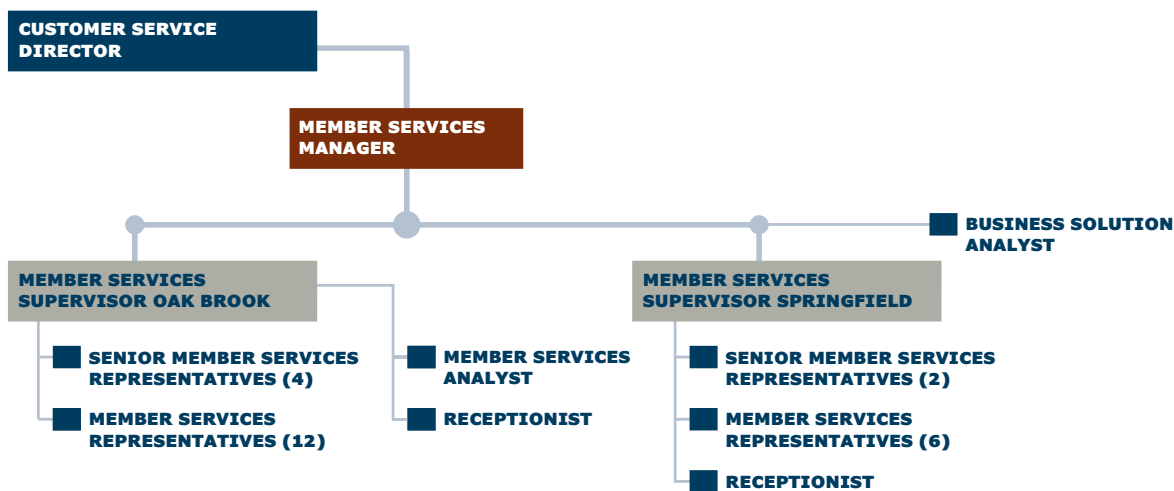 CUSTOMER SERVICE
DIRECTOR
MEMBER SERVICES
MANAGER
BUSINESS SOLUTION
ANALYST
MEMBER SERVICES
SUPERVISOR OAK BROOK
SENIOR MEMBER SERVICES
REPRESENTATIVES (4)
MEMBER SERVICES
REPRESENTATIVES (12)
MEMBER SERVICES
ANALYST
RECEPTIONIST
MEMBER SERVICES
SUPERVISOR SPRINGFIELD
SENIOR MEMBER SERVICES
REPRESENTATIVES (2)
MEMBER SERVICES
REPRESENTATIVES (6)
RECEPTIONIST